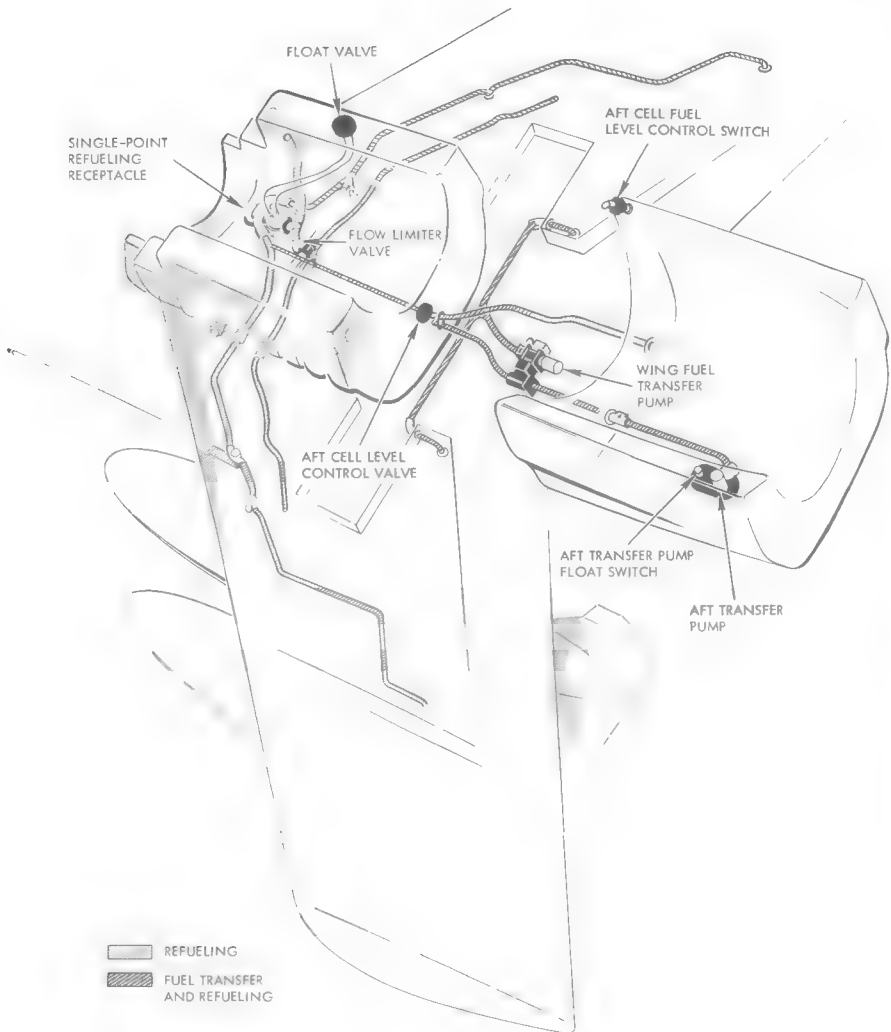 FLOAT VALVE
AFT CELL FUEL
LEVEL CONTROL SWITCH
SINGLE-POINT
REFUELING
RECEPTACLE
FLOW LIMITER
VALVE
WING FUEL
TRANSFER
PUMP
AFT CELL LEVEL
CONTROL VALVE
AFT TRANSFER PUMP
FLOAT SWITCH
AFT TRANSFER
PUMP
REFUELING
FUEL TRANSFER
AND REFUELING